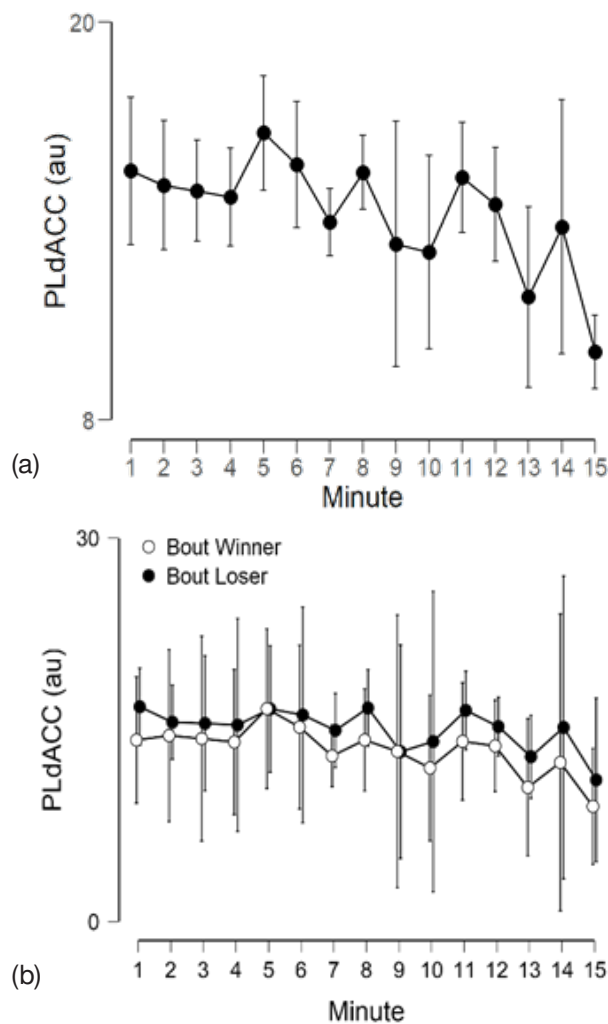 20
PLdACC (au)
8
(a)
1 2 3 4 5 6 7 8 9 10 11 12 13 14 15
Minute
30
Bout Winner
Bout Loser
PLdACC (au)
0
1 2 3 4 5 6 7 8 9 10 11 12 13 14 15
(b)
Minute